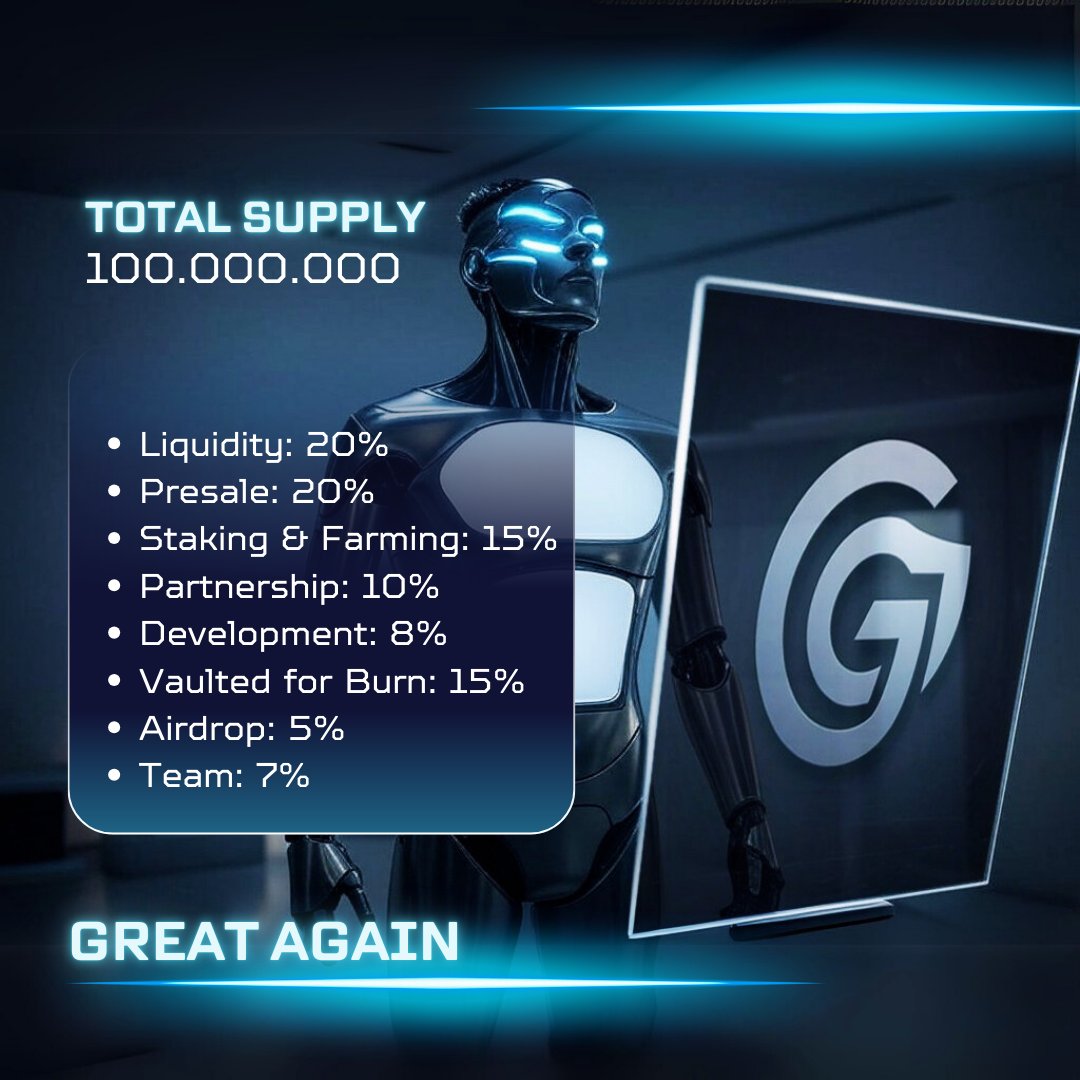 TOTAL SUPPLY
100.000.000
• Liquidity: 20%
• Presale: 20%
• Staking & Farming: 15%
• Partnership: 10%
• Development: 8%
• Vaulted for Burn: 15%
• Airdrop: 5%
• Team: 7%
GREAT AGAIN